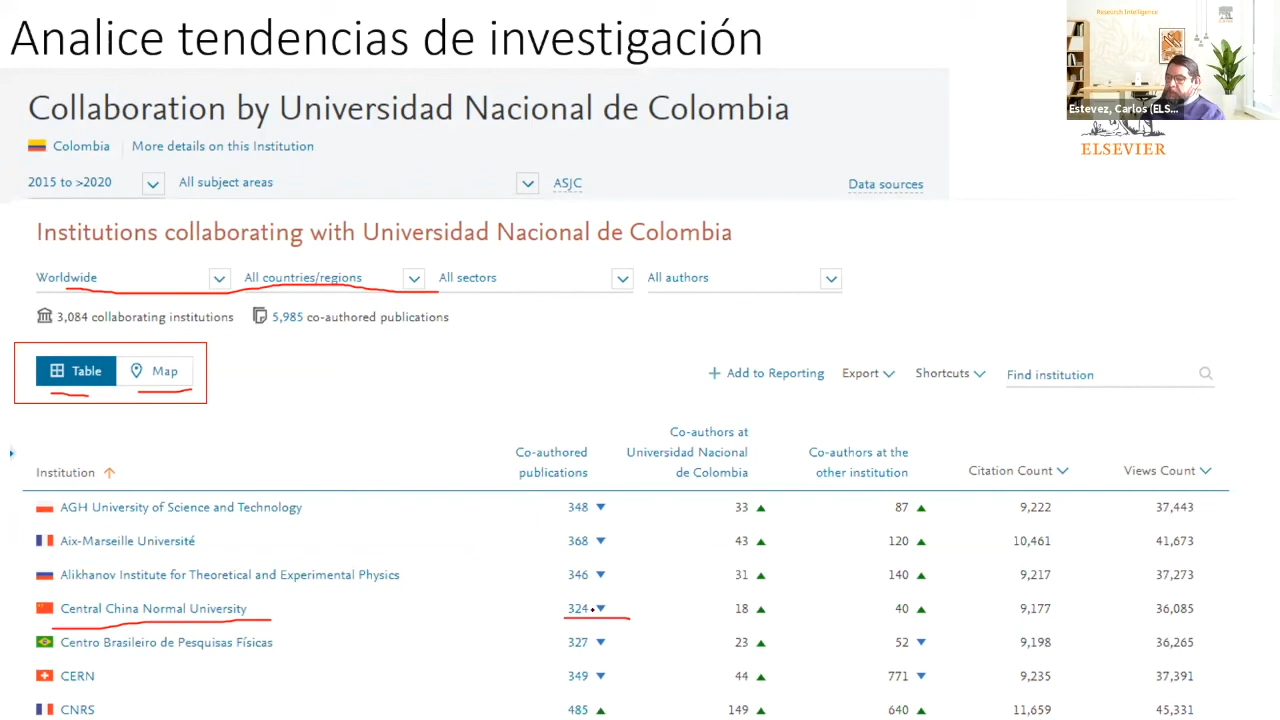 Analice tendencias de investigación
Research Intelligence
Estevez, Carlos (ELS...
ELSEVIER
Collaboration by Universidad Nacional de Colombia
Colombia More details on this Institution
2015 to >2020 All subject areas ASJC Data sources
Institutions collaborating with Universidad Nacional de Colombia
Worldwide All countries/regions All sectors All authors
3,084 collaborating institutions 5,985 co-authored publications
Table Map + Add to Reporting Export Shortcuts Find institution
Co-authors at
Co-authored Universidad Nacional Co-authors at the
Institution publications de Colombia other institution Citation Count Views Count
AGH University of Science and Technology 348 33 87 9,222 37,443
Aix-Marseille Université 368 43 120 10,461 41,673
Alikhanov Institute for Theoretical and Experimental Physics 346 31 140 9,217 37,273
Central China Normal University 324 18 40 9,177 36,085
Centro Brasileiro de Pesquisas Físicas 327 23 52 9,198 36,265
CERN 349 44 771 9,235 37,391
CNRS 485 149 640 11,659 45,331